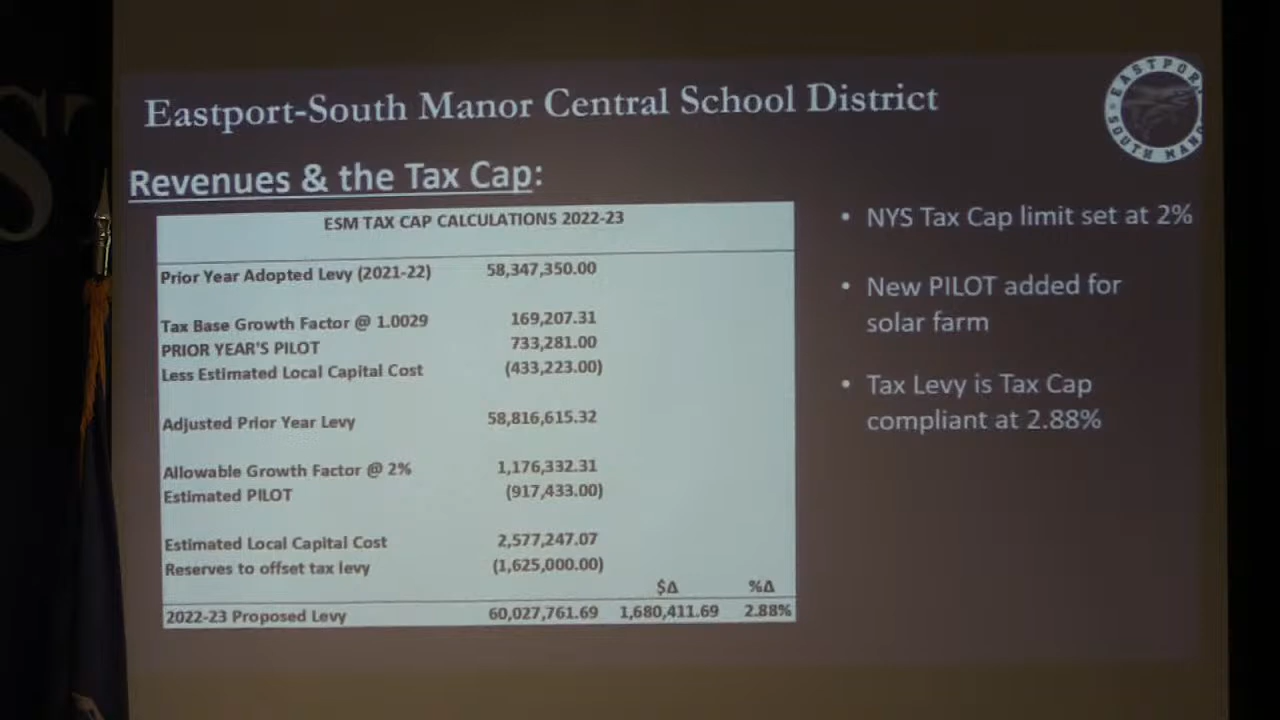 Eastport-South Manor Central School District
EASTPOR
SOUTH MANO
Revenues & the Tax Cap:
ESM TAX CAP CALCULATIONS 2022-23
Prior Year Adopted Levy (2021-22) 58,347,350.00
Tax Base Growth Factor @ 1.0029 169,207.31
PRIOR YEAR'S PILOT 733,281.00
Less Estimated Local Capital Cost (433,223.00)
Adjusted Prior Year Levy 58,816,615.32
Allowable Growth Factor @ 2% 1,176,332.31
Estimated PILOT (917,433.00)
Estimated Local Capital Cost 2,577,247.07
Reserves to offset tax levy (1,625,000.00)
$Δ %Δ
2022-23 Proposed Levy 60,027,761.69 1,680,411.69 2.88%
• NYS Tax Cap limit set at 2%
• New PILOT added for
solar farm
• Tax Levy is Tax Cap
compliant at 2.88%